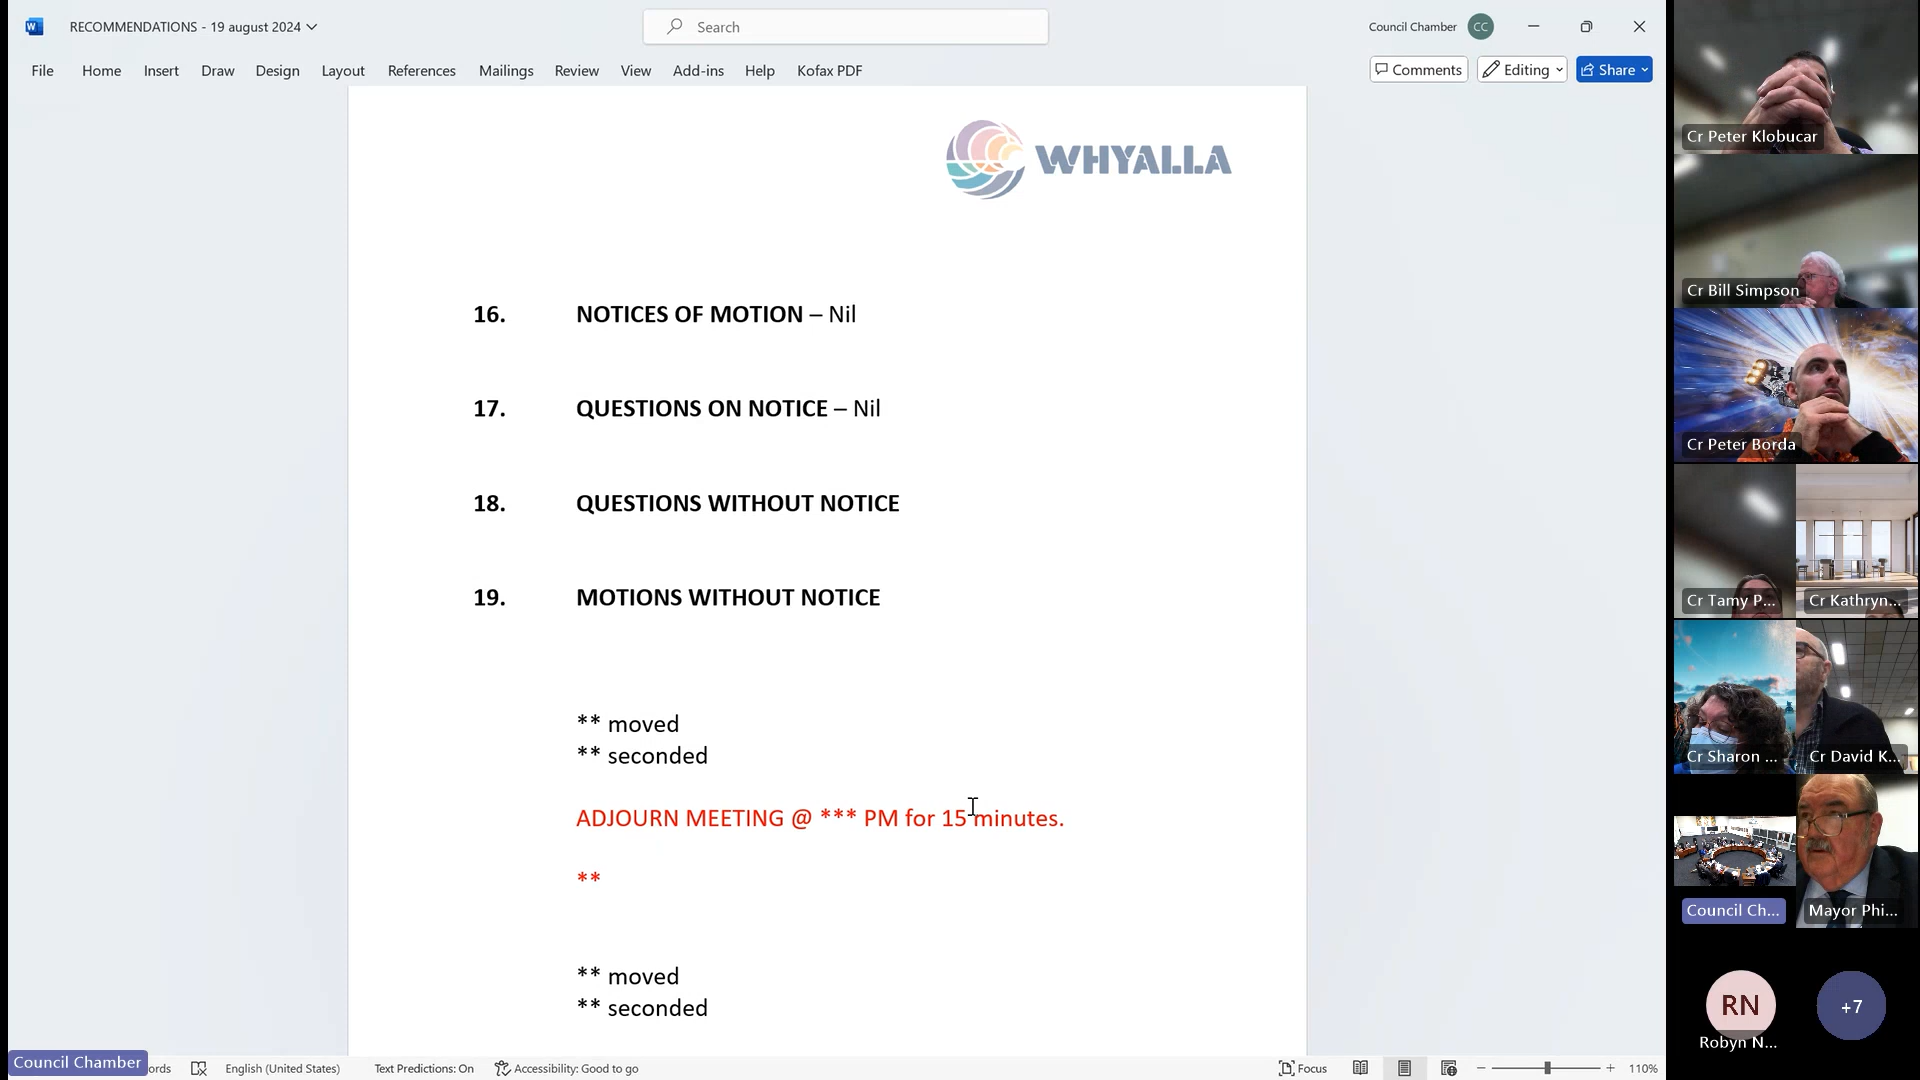 RECOMMENDATIONS - 19 august 2024
Search
Council Chamber CC
File Home Insert Draw Design Layout References Mailings Review View Add-ins Help Kofax PDF
Comments Editing Share
WHYALLA
16. NOTICES OF MOTION – Nil
17. QUESTIONS ON NOTICE – Nil
18. QUESTIONS WITHOUT NOTICE
19. MOTIONS WITHOUT NOTICE
** moved
** seconded
ADJOURN MEETING @ *** PM for 15 minutes.
**
** moved
** seconded
Council Chamber
ords English (United States) Text Predictions: On Accessibility: Good to go Focus 110%
Cr Peter Klobucar
Cr Bill Simpson
Cr Peter Borda
Cr Tamy P... Cr Kathryn...
Cr Sharon ... Cr David K...
Council Ch... Mayor Phi...
RN +7
Robyn N...